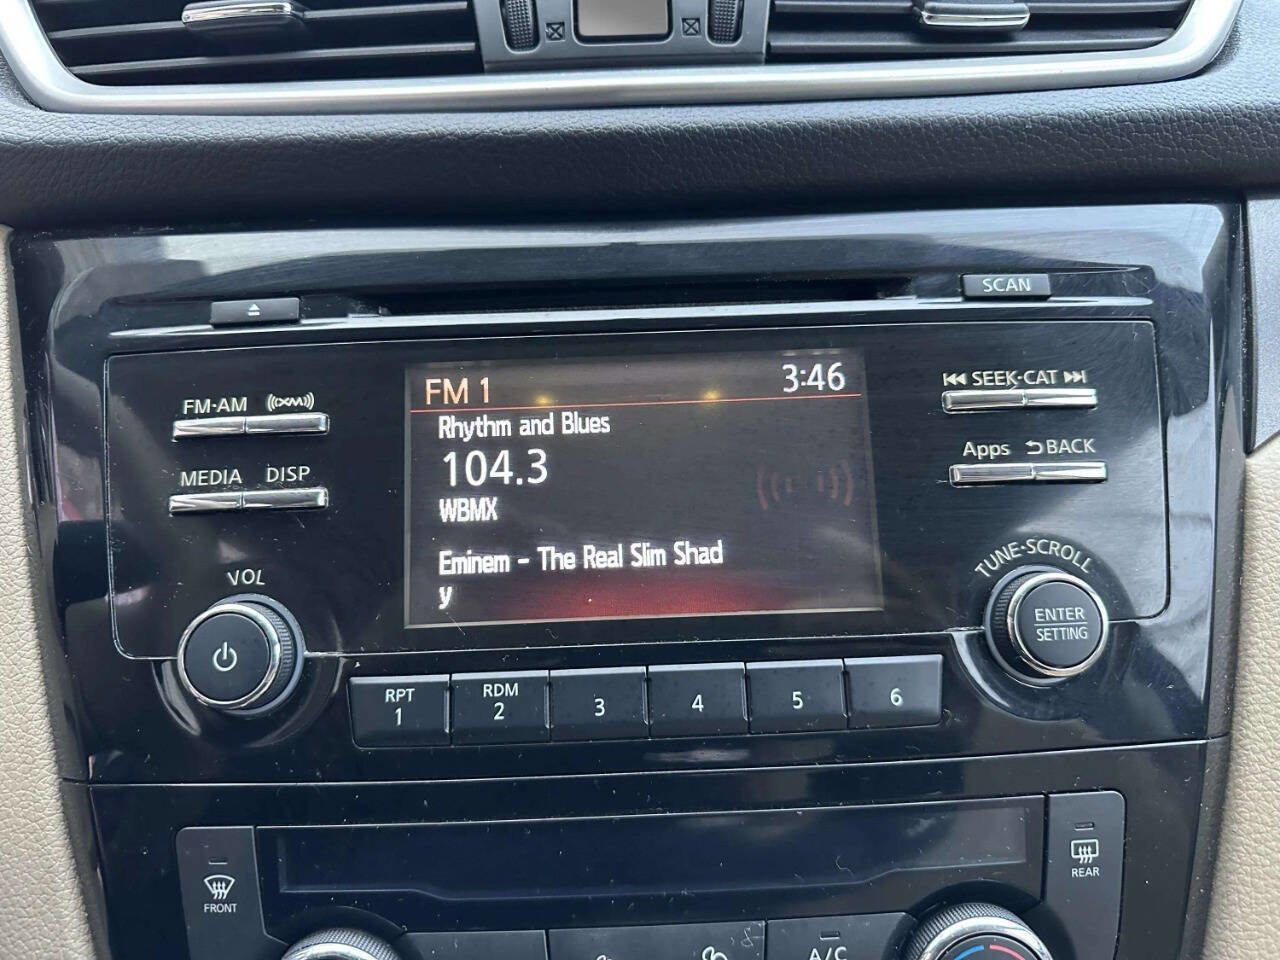 SCAN
FM·AM ((XM))
SEEK·CAT
FM 1 3:46
Rhythm and Blues
104.3
WBMX
Eminem - The Real Slim Shad
y
MEDIA DISP
Apps BACK
VOL
TUNE·SCROLL
ENTER
SETTING
RPT
1
RDM
2
3
4
5
6
FRONT
REAR
A/C